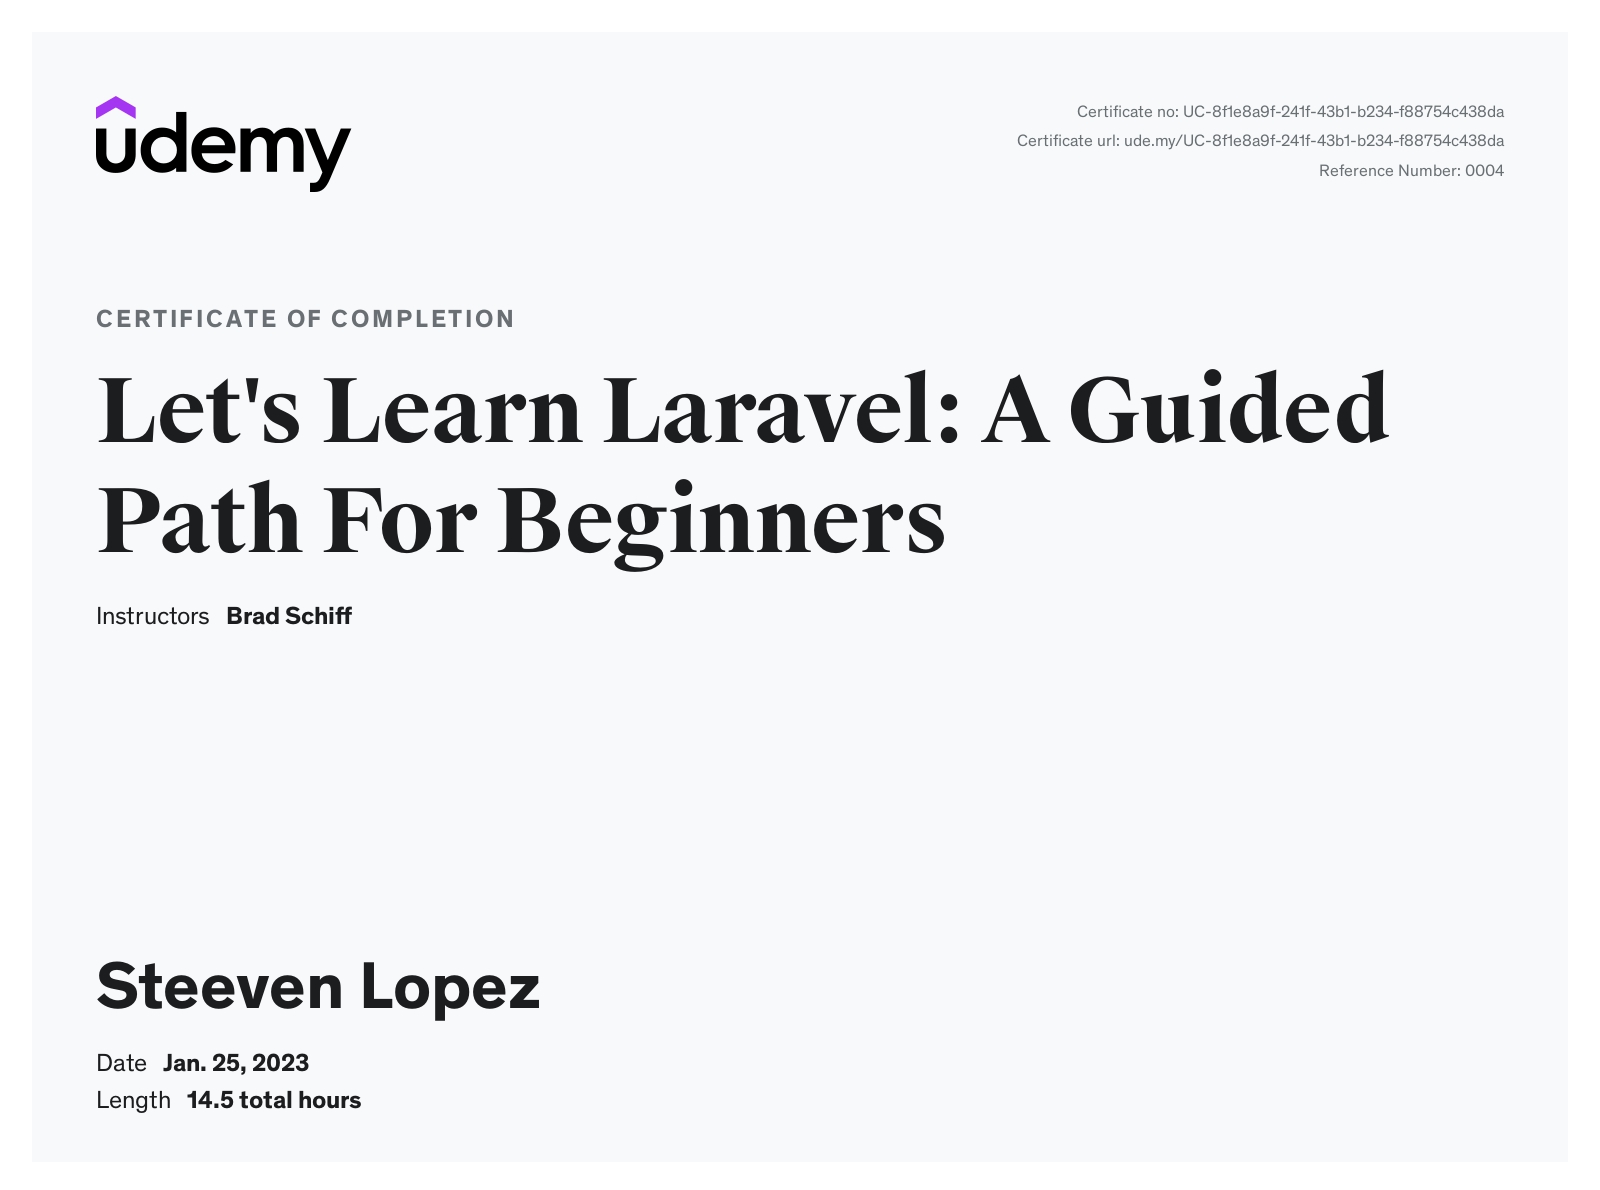 udemy
Certificate no: UC-8f1e8a9f-241f-43b1-b234-f88754c438da
Certificate url: ude.my/UC-8f1e8a9f-241f-43b1-b234-f88754c438da
Reference Number: 0004
CERTIFICATE OF COMPLETION
Let's Learn Laravel: A Guided
Path For Beginners
Instructors Brad Schiff
Steeven Lopez
Date Jan. 25, 2023
Length 14.5 total hours